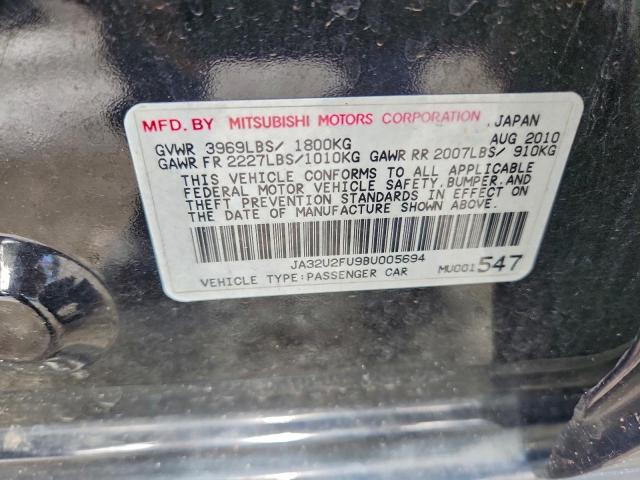 MFD. BY MITSUBISHI MOTORS CORPORATION , JAPAN
GVWR 3969LBS/ 1800KG AUG 2010
GAWR FR 2227LBS/1010KG GAWR RR 2007LBS/ 910KG
THIS VEHICLE CONFORMS TO ALL APPLICABLE
FEDERAL MOTOR VEHICLE SAFETY,BUMPER,AND
THEFT PREVENTION STANDARDS IN EFFECT ON
THE DATE OF MANUFACTURE SHOWN ABOVE.
JA32U2FU9BU005694
VEHICLE TYPE:PASSENGER CAR MU001547